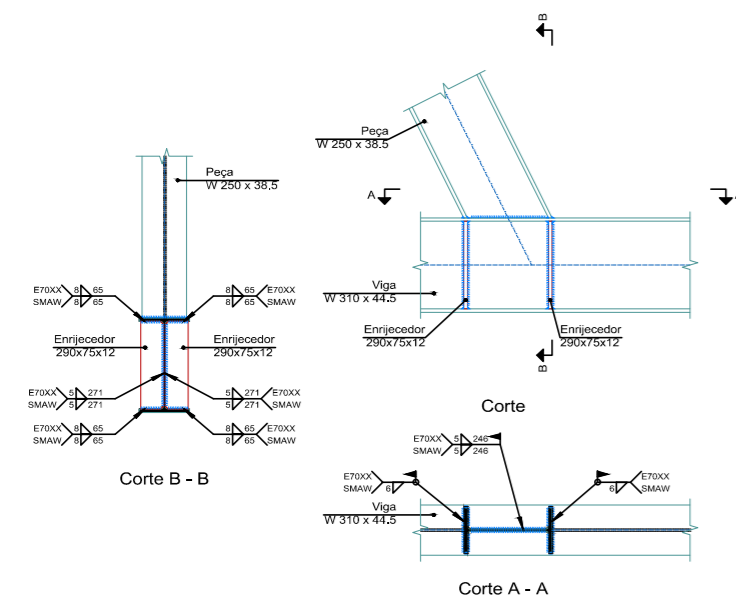 B
Peça
W 250 x 38.5
A
Viga
W 310 x 44.5
Enrijecedor
290x75x12
Enrijecedor
290x75x12
B
Corte
Peça
W 250 x 38.5
E70XX
SMAW
8
8
65
65
8
8
65
65
E70XX
SMAW
Enrijecedor
290x75x12
Enrijecedor
290x75x12
E70XX
SMAW
5
5
271
271
5
5
271
271
E70XX
SMAW
E70XX
SMAW
8
8
65
65
8
8
65
65
E70XX
SMAW
Corte B - B
E70XX
SMAW
5
5
246
246
E70XX
SMAW
6
6
E70XX
SMAW
Viga
W 310 x 44.5
Corte A - A